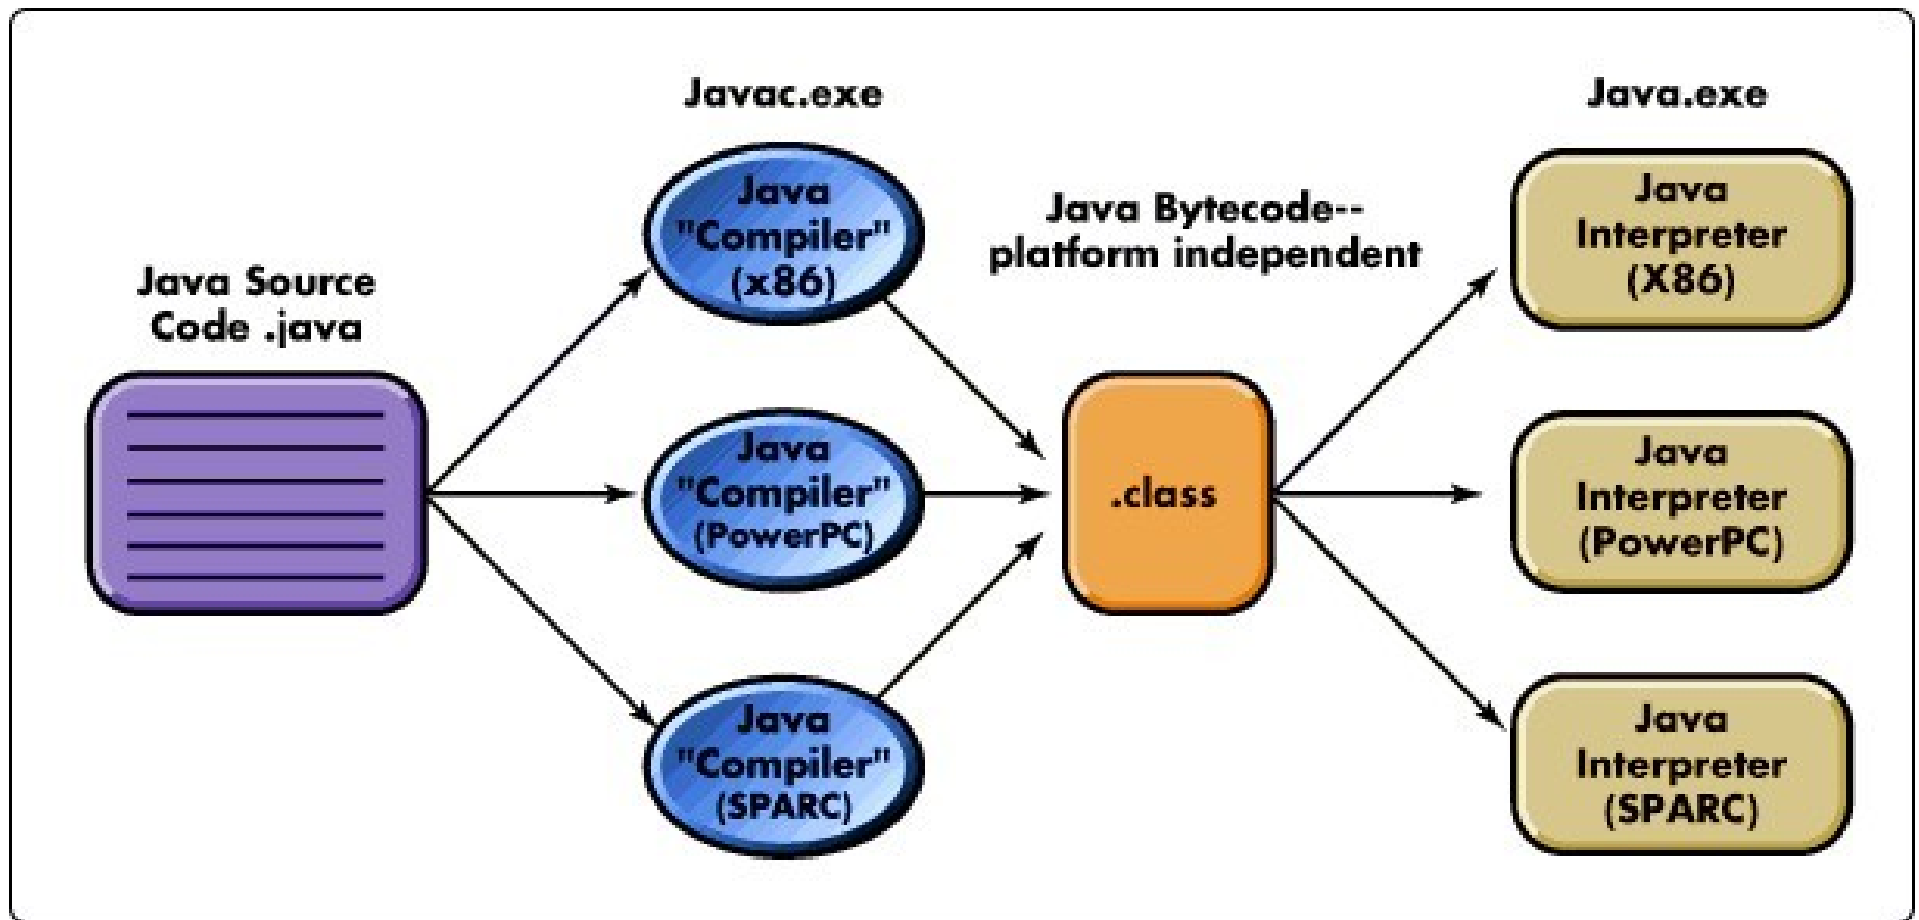 Javac.exe
Java.exe
Java
"Compiler"
(x86)
Java Bytecode--
platform independent
Java
Interpreter
(X86)
Java Source
Code .java
Java
"Compiler"
(PowerPC)
.class
Java
Interpreter
(PowerPC)
Java
"Compiler"
(SPARC)
Java
Interpreter
(SPARC)